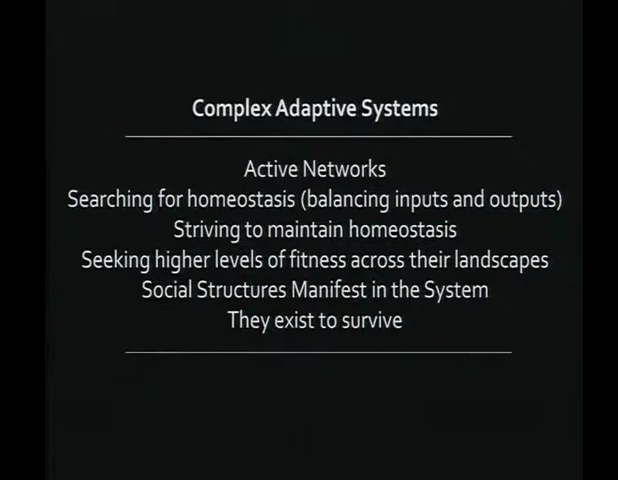 Complex Adaptive Systems
Active Networks
Searching for homeostasis (balancing inputs and outputs)
Striving to maintain homeostasis
Seeking higher levels of fitness across their landscapes
Social Structures Manifest in the System
They exist to survive